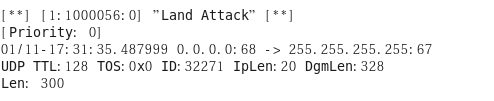 [**] [1:1000056:0] "Land Attack" [**]
[Priority: 0]
01/11-17:31:35.487999 0.0.0.0:68 -> 255.255.255.255:67
UDP TTL:128 TOS:0x0 ID:32271 IpLen:20 DgmLen:328
Len: 300